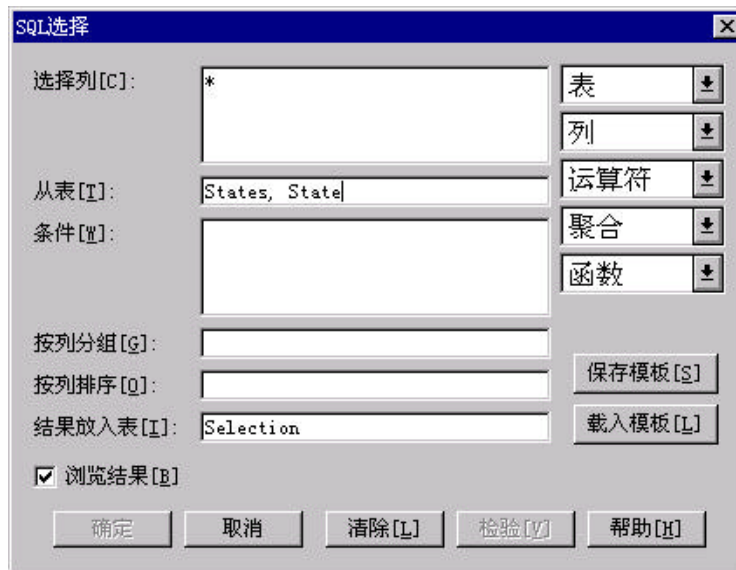 SQL选择
选择列[C]: * 表
列
从表[T]: States, State 运算符
条件[W]: 聚合
函数
按列分组[G]:
按列排序[O]: 保存模板[S]
结果放入表[I]: Selection 载入模板[L]
浏览结果[B]
确定 取消 清除[L] 检验[V] 帮助[H]